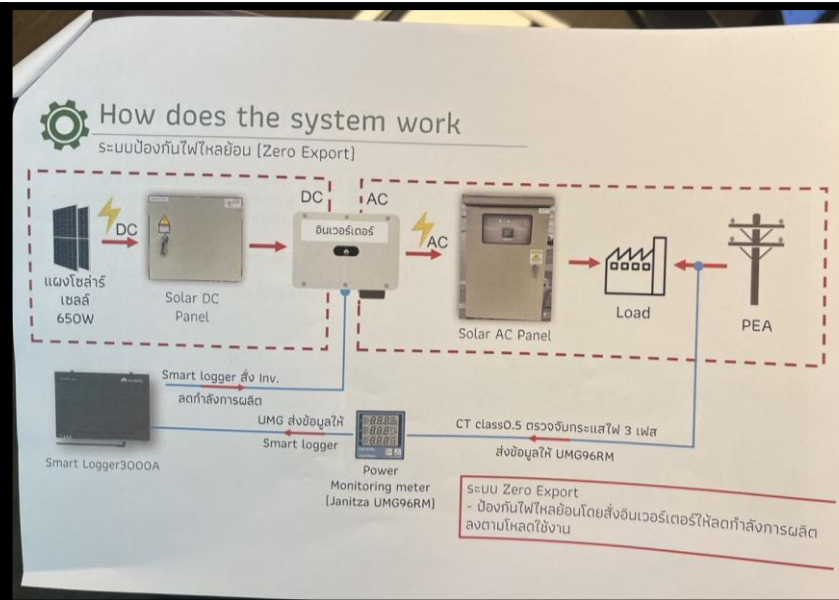 How does the system work
ระบบป้องกันไฟไหลย้อน (Zero Export)
DC
แผงโซล่าร์
เซลล์
650W
Solar DC
Panel
DC
AC
อินเวอร์เตอร์
AC
Solar AC Panel
Load
PEA
Smart logger สั่ง Inv.
ลดกำลังการผลิต
Smart Logger3000A
UMG ส่งข้อมูลให้
Smart logger
Power
Monitoring meter
(Janitza UMG96RM)
CT class0.5 ตรวจจับกระแสไฟ 3 เฟส
ส่งข้อมูลให้ UMG96RM
ระบบ Zero Export
- ป้องกันไฟไหลย้อนโดยสั่งอินเวอร์เตอร์ให้ลดกำลังการผลิต
ลงตามโหลดใช้งาน